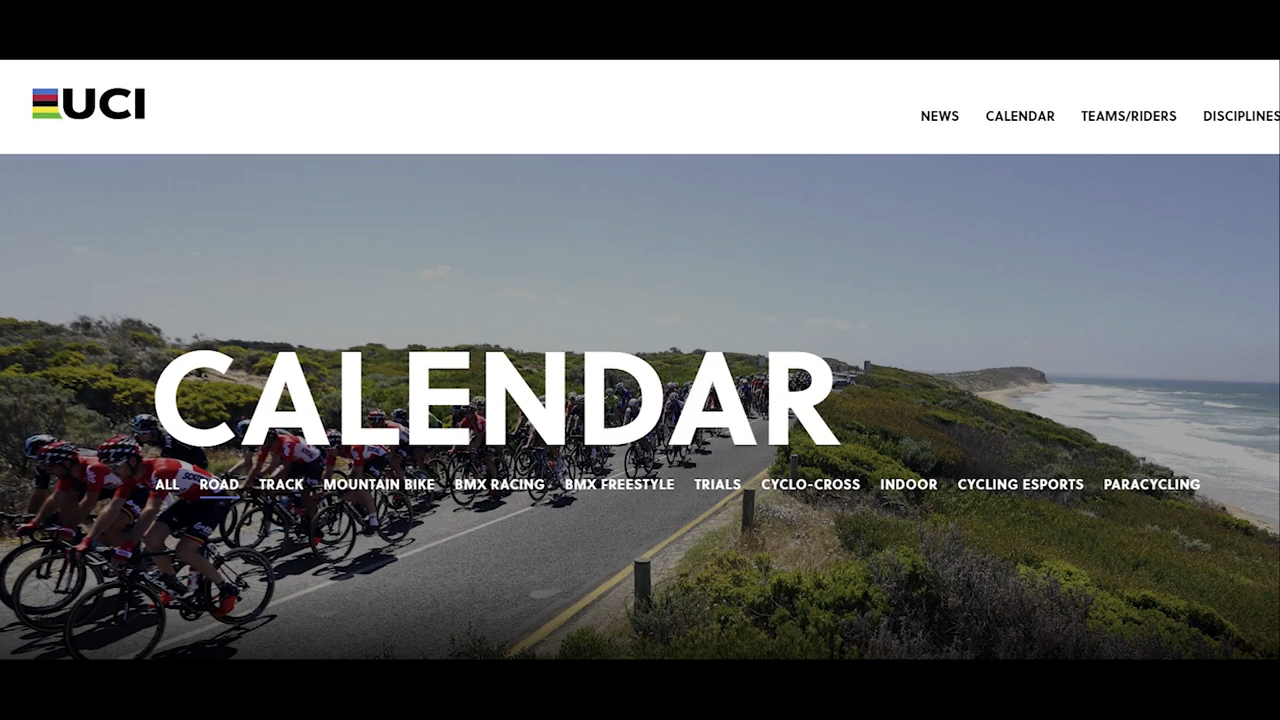 UCI
NEWS CALENDAR TEAMS/RIDERS DISCIPLINES
CALENDAR
ALL ROAD TRACK MOUNTAIN BIKE BMX RACING BMX FREESTYLE TRIALS CYCLO-CROSS INDOOR CYCLING ESPORTS PARACYCLING